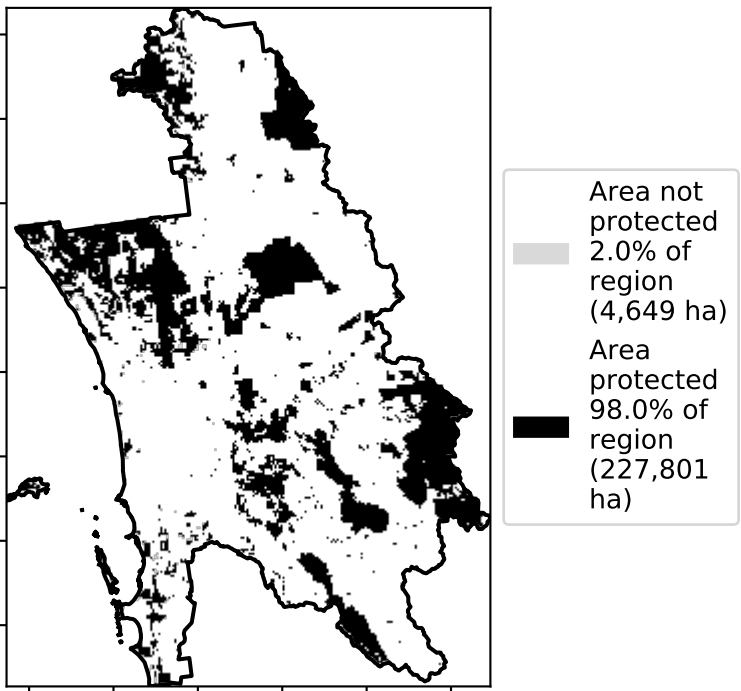 Area not
protected
2.0% of
region
(4,649 ha)
Area
protected
98.0% of
region
(227,801
ha)